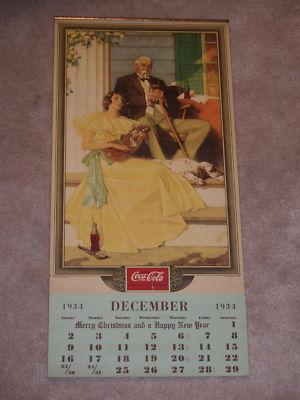 Coca-Cola
1934 DECEMBER 1934
Sunday Monday Tuesday Wednesday Thursday Friday Saturday
Merry Christmas and a Happy New Year 1
2 3 4 5 6 7 8
9 10 11 12 13 14 15
16 17 18 19 20 21 22
23/30 24/31 25 26 27 28 29